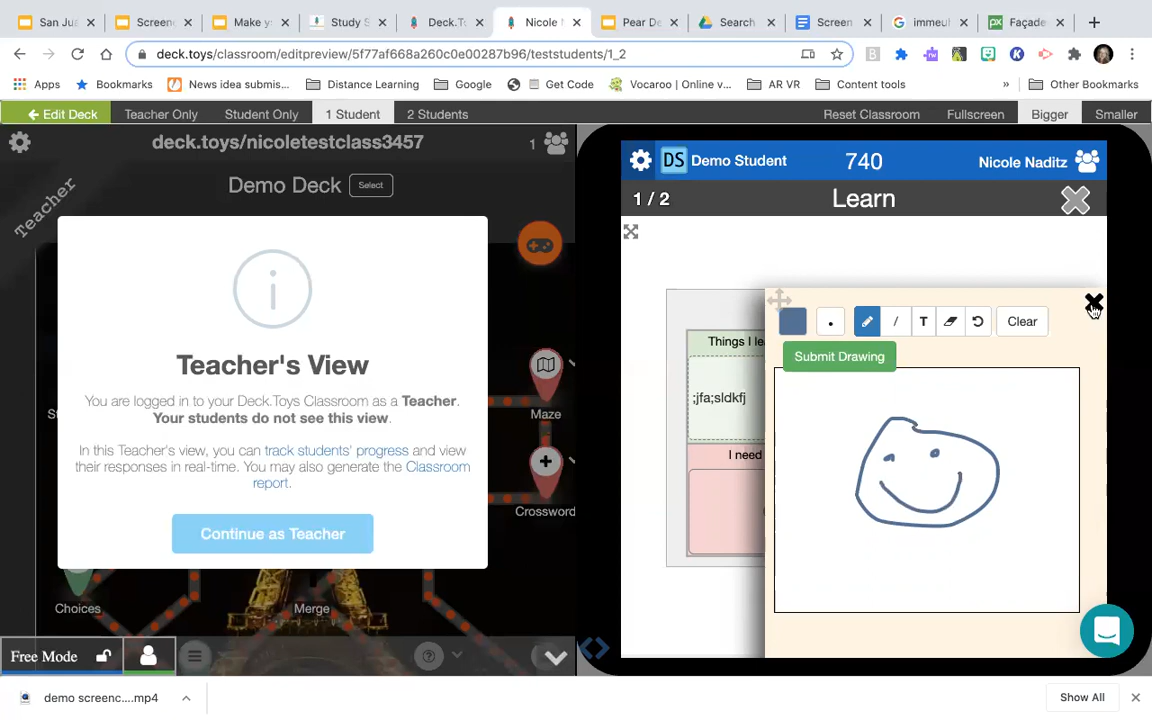 San Jua
Screenc
Make y
Study S
Deck.To
Nicole N
Pear De
Search
Screen
immeul
Façade
deck.toys/classroom/editpreview/5f77af668a260c0e00287b96/teststudents/1_2
Apps
Bookmarks
News idea submis...
Distance Learning
Google
Get Code
Vocaroo | Online v...
AR VR
Content tools
»
Other Bookmarks
Edit Deck
Teacher Only
Student Only
1 Student
2 Students
Reset Classroom
Fullscreen
Bigger
Smaller
deck.toys/nicoletestclass3457
1
Teacher
Demo Deck
Select
Teacher's View
You are logged in to your Deck.Toys Classroom as a Teacher.
Your students do not see this view.
In this Teacher's view, you can track students' progress and view
their responses in real-time. You may also generate the Classroom
report.
Continue as Teacher
St
Maze
Crossword
Choices
Merge
Free Mode
DS Demo Student
740
Nicole Naditz
1 / 2
Learn
Things I lea
;jfa;sldkfj
I need
T
Clear
Submit Drawing
demo screenc....mp4
Show All